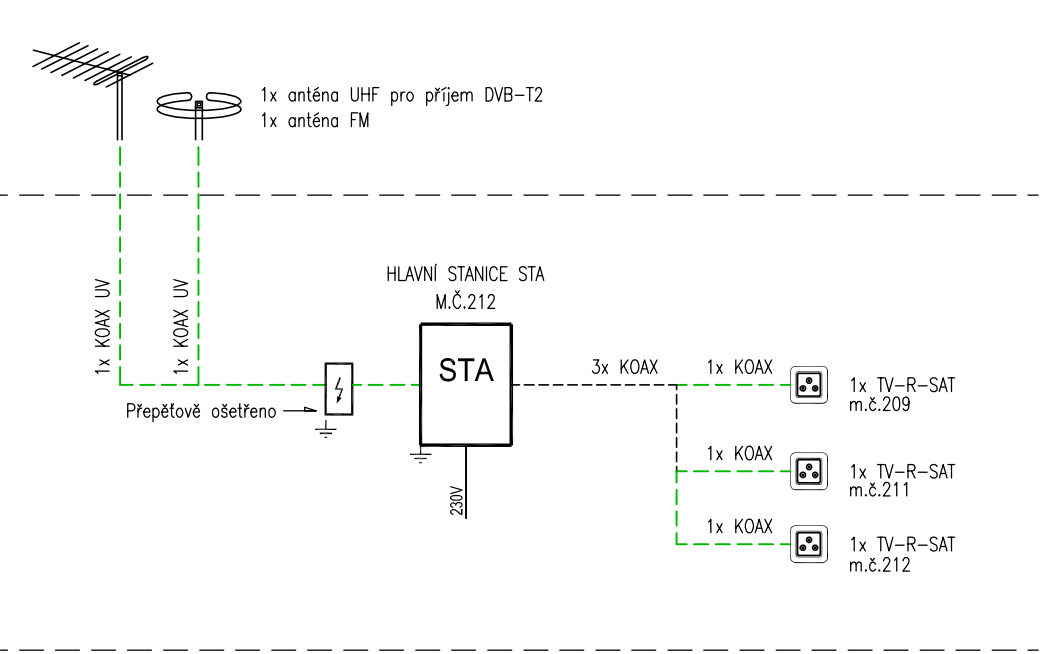 1x anténa UHF pro příjem DVB-T2
1x anténa FM
1x KOAX UV
1x KOAX UV
HLAVNÍ STANICE STA
M.Č.212
STA
Přepěťově ošetřeno
230V
3x KOAX
1x KOAX
1x TV-R-SAT
m.č.209
1x KOAX
1x TV-R-SAT
m.č.211
1x KOAX
1x TV-R-SAT
m.č.212